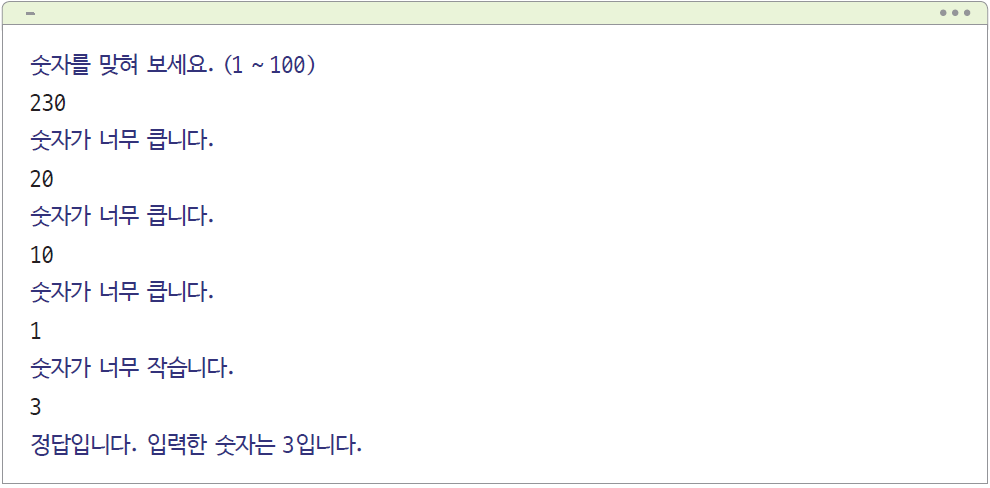 숫자를 맞혀 보세요. (1 ~ 100)
230
숫자가 너무 큽니다.
20
숫자가 너무 큽니다.
10
숫자가 너무 큽니다.
1
숫자가 너무 작습니다.
3
정답입니다. 입력한 숫자는 3입니다.